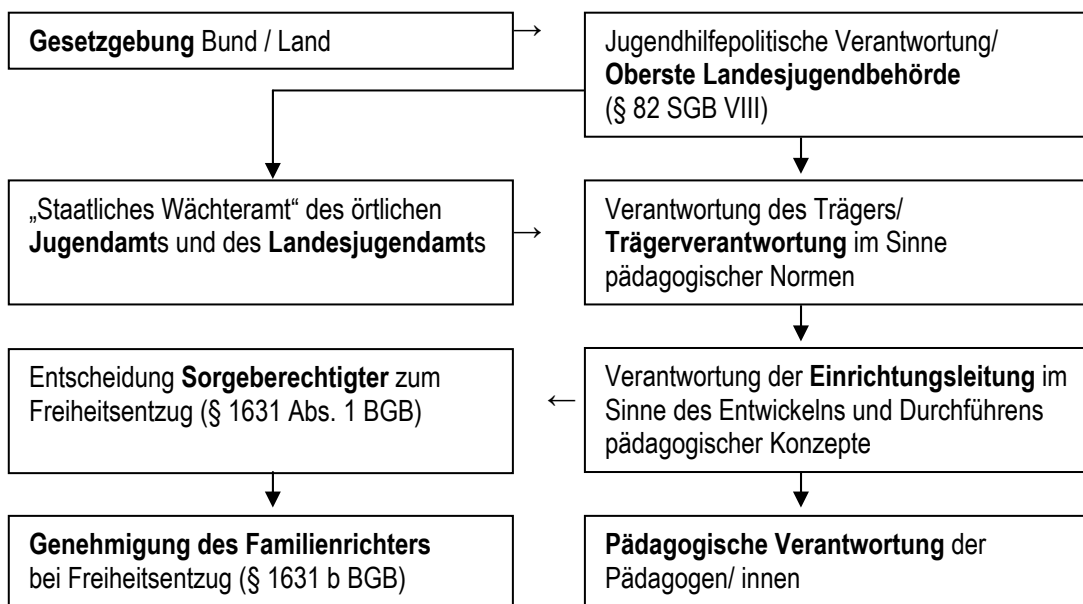 Gesetzgebung Bund / Land
→
Jugendhilfepolitische Verantwortung/
Oberste Landesjugendbehörde
(§ 82 SGB VIII)
„Staatliches Wächteramt“ des örtlichen
Jugendamts und des Landesjugendamts
→
Verantwortung des Trägers/
Trägerverantwortung im Sinne
pädagogischer Normen
Entscheidung Sorgeberechtigter zum
Freiheitsentzug (§ 1631 Abs. 1 BGB)
←
Verantwortung der Einrichtungsleitung im
Sinne des Entwickelns und Durchführens
pädagogischer Konzepte
Genehmigung des Familienrichters
bei Freiheitsentzug (§ 1631 b BGB)
Pädagogische Verantwortung der
Pädagogen/ innen